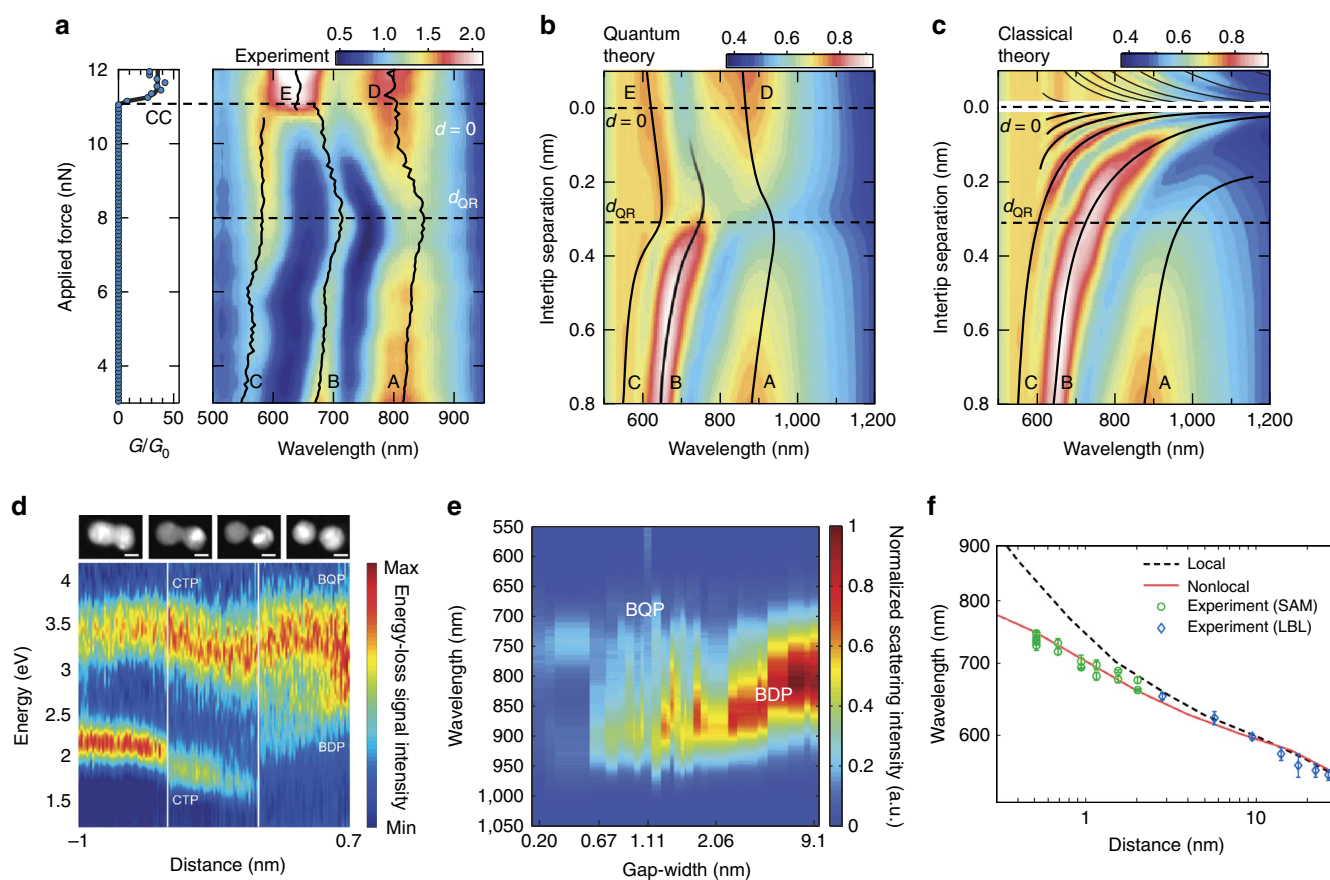 a
Experiment
0.5 1.0 1.5 2.0
12
10
8
6
4
Applied force (nN)
CC
0 50
G/G0
E
D
d = 0
dQR
C
B
A
500 600 700 800 900
Wavelength (nm)
b
0.4 0.6 0.8
Quantum
theory
E
D
0.0
d = 0
0.2
dQR
0.4
0.6
0.8
Intertip separation (nm)
C
B
A
600 800 1,000 1,200
Wavelength (nm)
c
0.4 0.6 0.8
Classical
theory
0.0
d = 0
0.2
dQR
0.4
0.6
0.8
Intertip separation (nm)
C
B
A
600 800 1,000 1,200
Wavelength (nm)
d
4
3.5
3
2.5
2
1.5
Energy (eV)
CTP
BQP
BDP
CTP
−1 0.7
Distance (nm)
Max
Energy-loss signal intensity
Min
e
550
600
650
700
750
800
850
900
950
1,000
1,050
Wavelength (nm)
BQP
BDP
0.20 0.67 1.11 2.06 9.1
Gap-width (nm)
1
0.8
0.6
0.4
0.2
0
Normalized scattering intensity (a.u.)
f
900
800
700
600
Wavelength (nm)
Local
Nonlocal
Experiment (SAM)
Experiment (LBL)
1 10
Distance (nm)